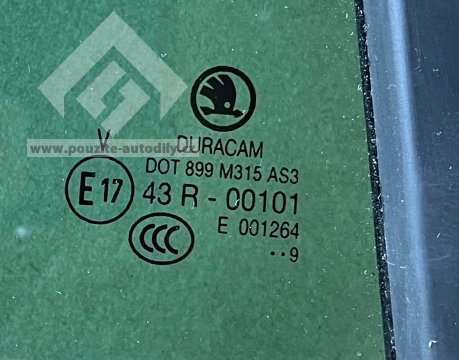 V
DURACAM
www.pouzite-autodily.cz
DOT 899 M315 AS3
E17 43 R - 00101
E 001264
CCC
··9